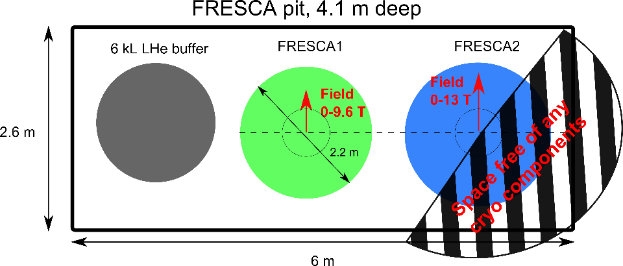 FRESCA pit, 4.1 m deep
6 kL LHe buffer
FRESCA1
FRESCA2
Field
0-9.6 T
Field
0-13 T
2.6 m
2.2 m
Space free of any
cryo components
6 m